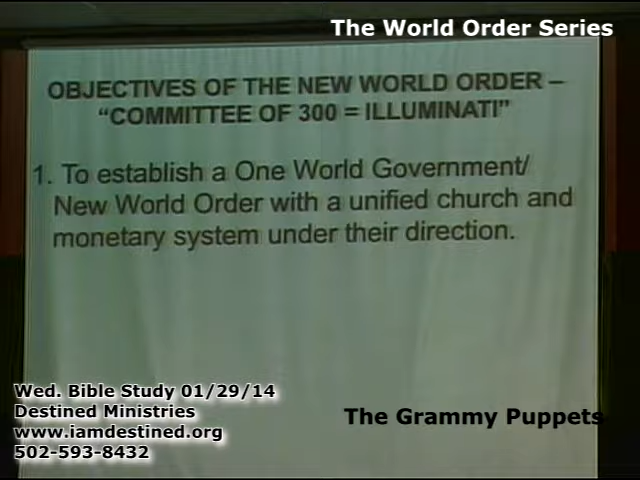 The World Order Series
OBJECTIVES OF THE NEW WORLD ORDER –
“COMMITTEE OF 300 = ILLUMINATI”
1. To establish a One World Government/
New World Order with a unified church and
monetary system under their direction.
Wed. Bible Study 01/29/14
Destined Ministries
www.iamdestined.org
502-593-8432
The Grammy Puppets